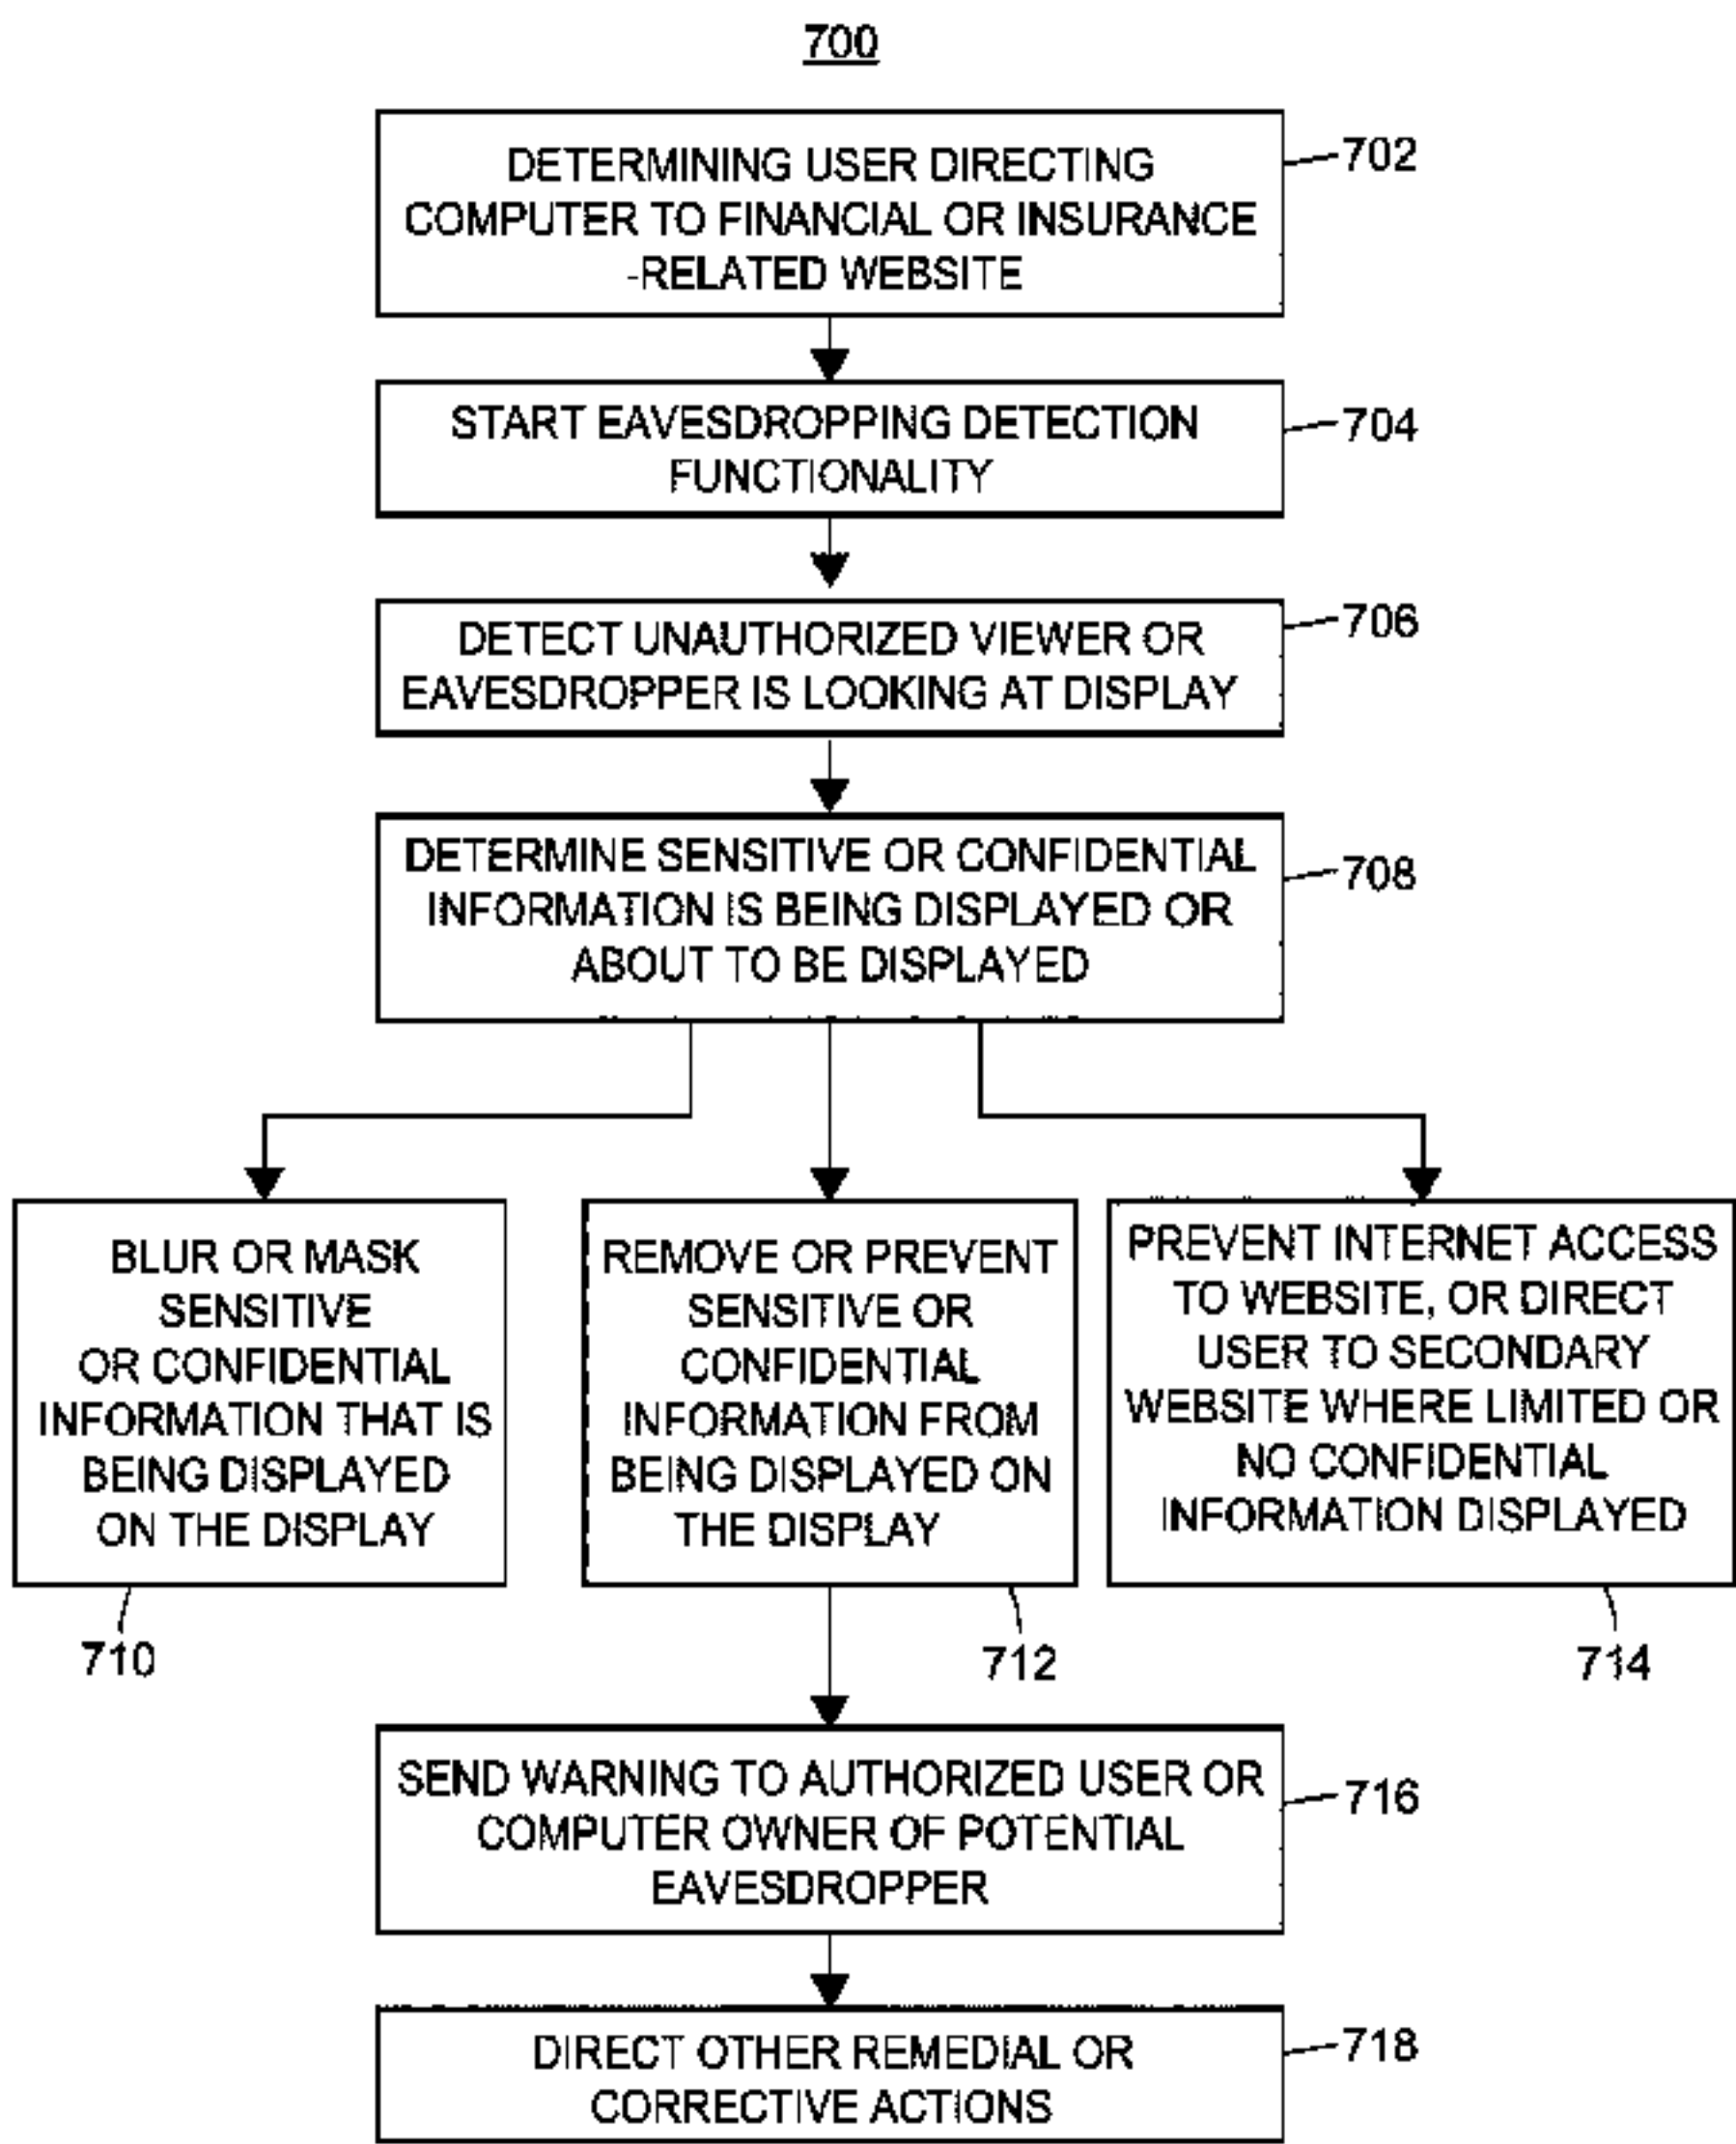 700
DETERMINING USER DIRECTING
COMPUTER TO FINANCIAL OR INSURANCE
-RELATED WEBSITE
702
START EAVESDROPPING DETECTION
FUNCTIONALITY
704
DETECT UNAUTHORIZED VIEWER OR
EAVESDROPPER IS LOOKING AT DISPLAY
706
DETERMINE SENSITIVE OR CONFIDENTIAL
INFORMATION IS BEING DISPLAYED OR
ABOUT TO BE DISPLAYED
708
BLUR OR MASK
SENSITIVE
OR CONFIDENTIAL
INFORMATION THAT IS
BEING DISPLAYED
ON THE DISPLAY
710
REMOVE OR PREVENT
SENSITIVE OR
CONFIDENTIAL
INFORMATION FROM
BEING DISPLAYED ON
THE DISPLAY
712
PREVENT INTERNET ACCESS
TO WEBSITE, OR DIRECT
USER TO SECONDARY
WEBSITE WHERE LIMITED OR
NO CONFIDENTIAL
INFORMATION DISPLAYED
714
SEND WARNING TO AUTHORIZED USER OR
COMPUTER OWNER OF POTENTIAL
EAVESDROPPER
716
DIRECT OTHER REMEDIAL OR
CORRECTIVE ACTIONS
718